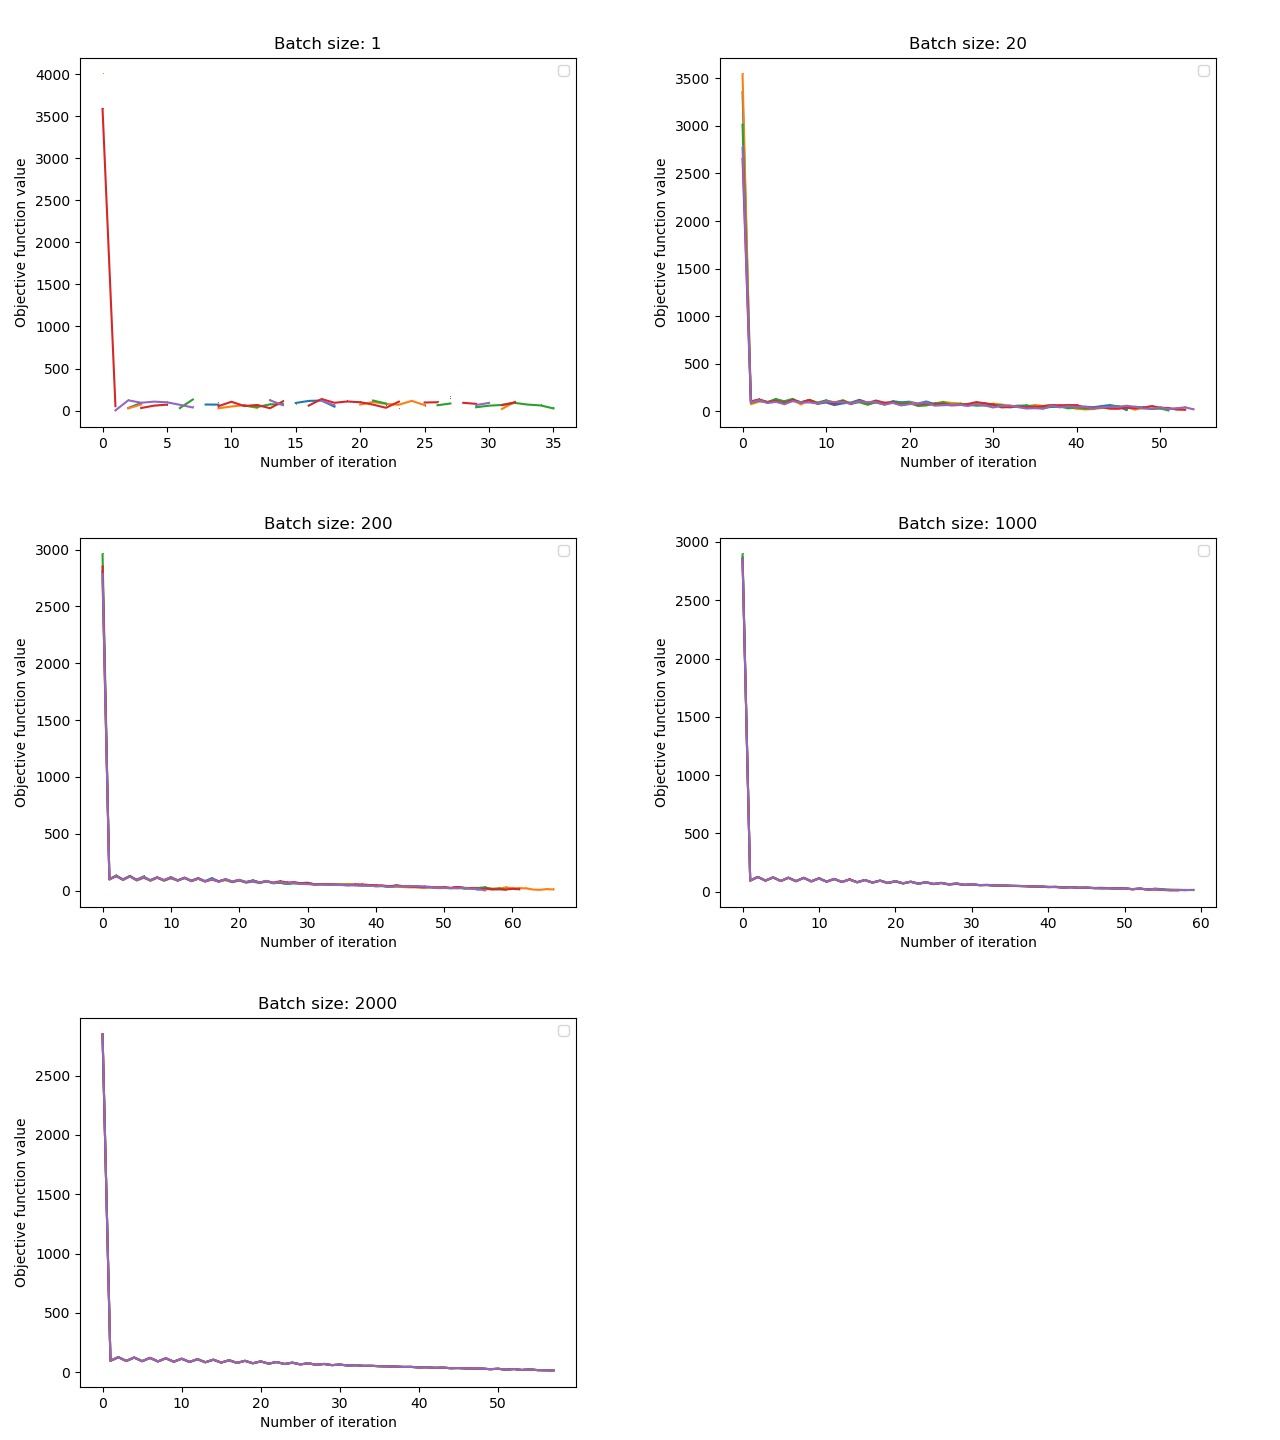 Batch size: 1
Objective function value
4000
3500
3000
2500
2000
1500
1000
500
0
0 5 10 15 20 25 30 35
Number of iteration
Batch size: 20
Objective function value
3500
3000
2500
2000
1500
1000
500
0
0 10 20 30 40 50
Number of iteration
Batch size: 200
Objective function value
3000
2500
2000
1500
1000
500
0
0 10 20 30 40 50 60
Number of iteration
Batch size: 1000
Objective function value
3000
2500
2000
1500
1000
500
0
0 10 20 30 40 50 60
Number of iteration
Batch size: 2000
Objective function value
2500
2000
1500
1000
500
0
0 10 20 30 40 50
Number of iteration